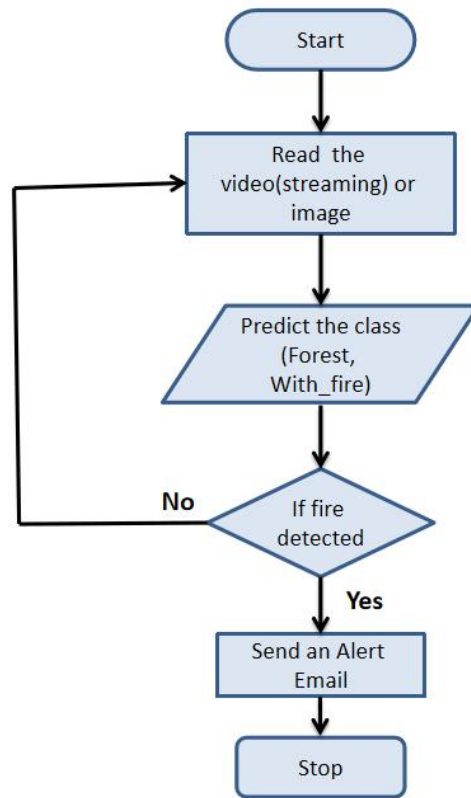 Start
Read the
video(streaming) or
image
Predict the class
(Forest,
With_fire)
No
If fire
detected
Yes
Send an Alert
Email
Stop